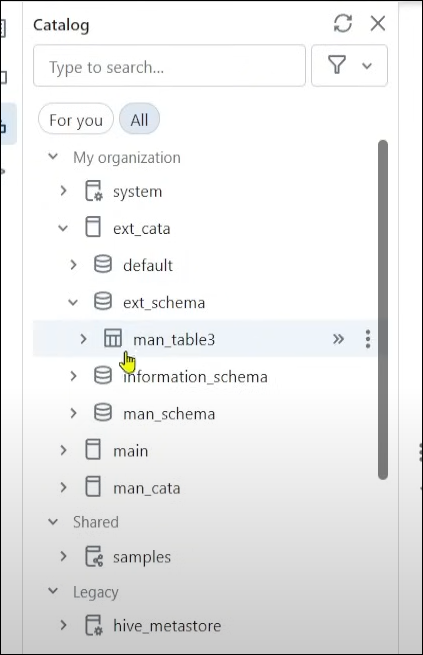 Catalog
Type to search...
For you
All
My organization
system
ext_cata
default
ext_schema
man_table3
information_schema
man_schema
main
man_cata
Shared
samples
Legacy
hive_metastore